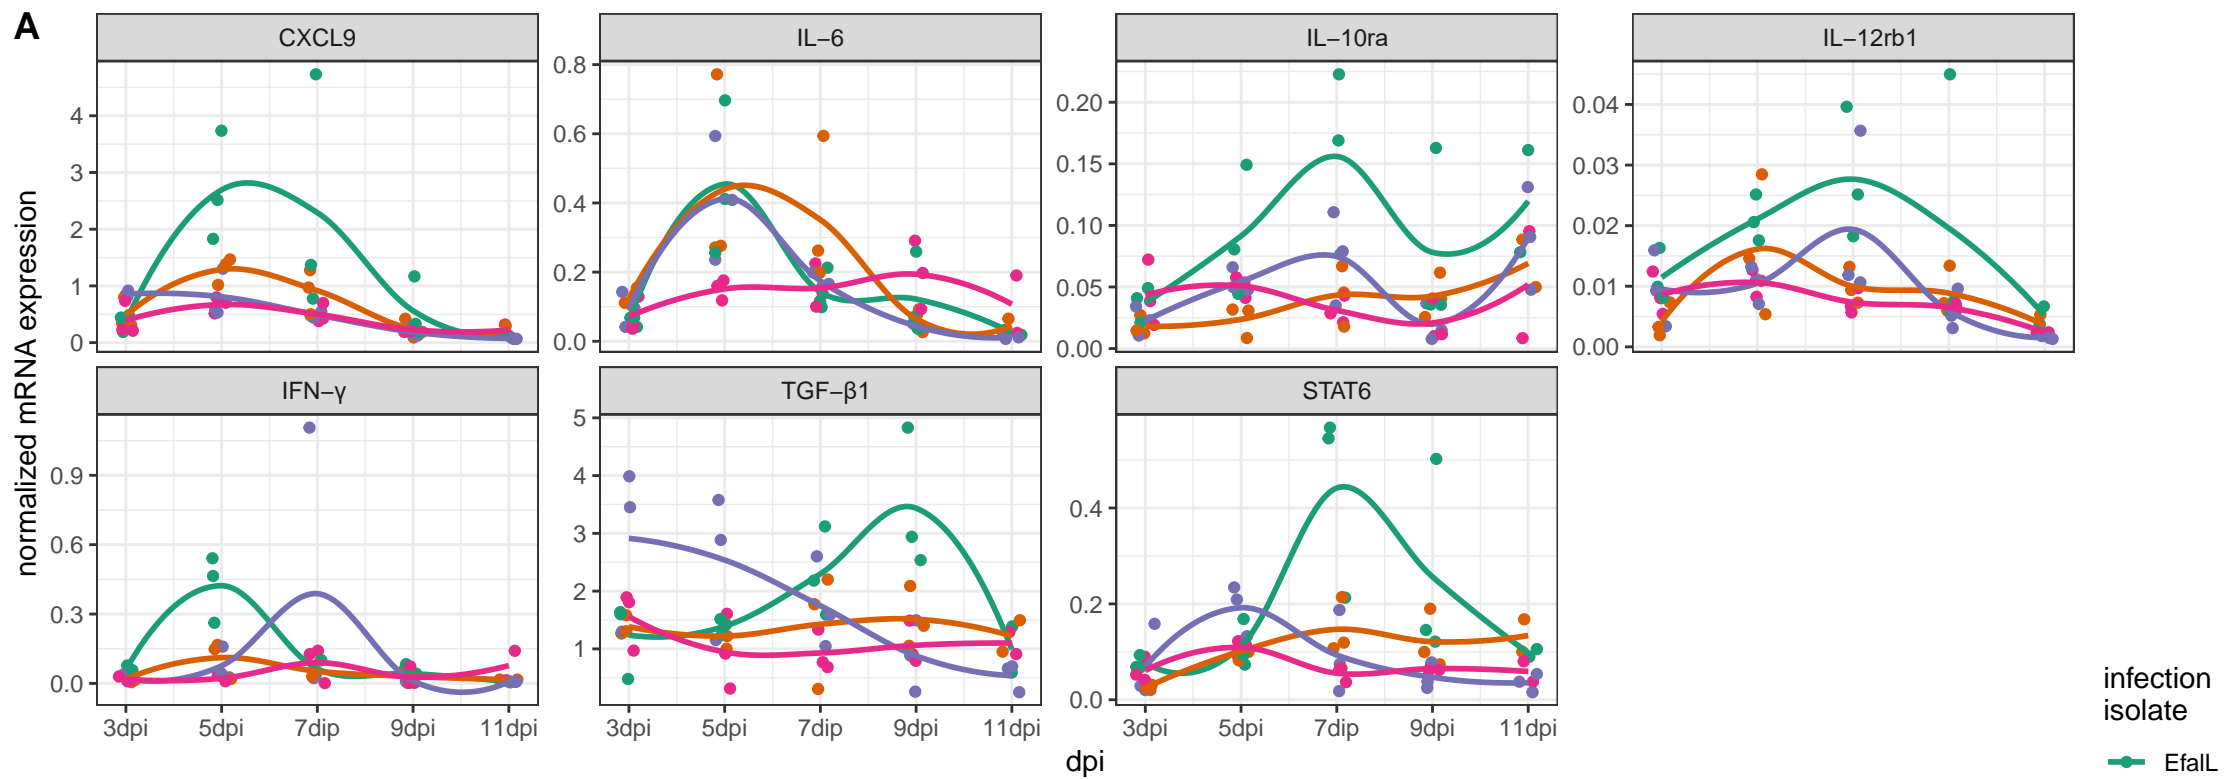 A
CXCL9
IL−6
IL−10ra
IL−12rb1
normalized mRNA expression
4
3
2
1
0
0.8
0.6
0.4
0.2
0.0
0.20
0.15
0.10
0.05
0.00
0.04
0.03
0.02
0.01
0.00
IFN−γ
TGF−β1
STAT6
0.9
0.6
0.3
0.0
5
4
3
2
1
0.4
0.2
0.0
3dpi 5dpi 7dip 9dpi 11dpi
3dpi 5dpi 7dip 9dpi 11dpi
3dpi 5dpi 7dip 9dpi 11dpi
dpi
infection
isolate
EfalL